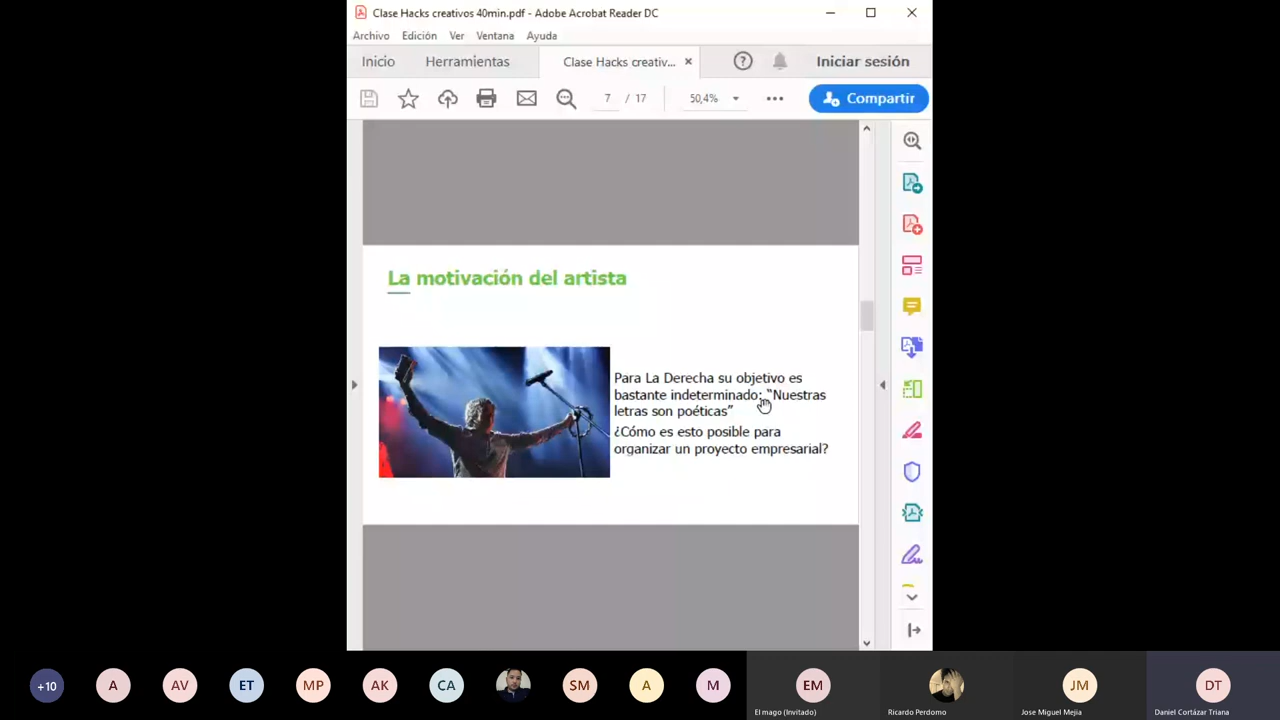 Clase Hacks creativos 40min.pdf - Adobe Acrobat Reader DC
Archivo Edición Ver Ventana Ayuda
Inicio Herramientas Clase Hacks creativ... Iniciar sesión
7 / 17 50,4% Compartir
La motivación del artista
Para La Derecha su objetivo es
bastante indeterminado: “Nuestras
letras son poéticas”
¿Cómo es esto posible para
organizar un proyecto empresarial?
+10 A AV ET MP AK CA SM A M EM JM DT
El mago (Invitado) Ricardo Perdomo Jose Miguel Mejia Daniel Cortázar Triana